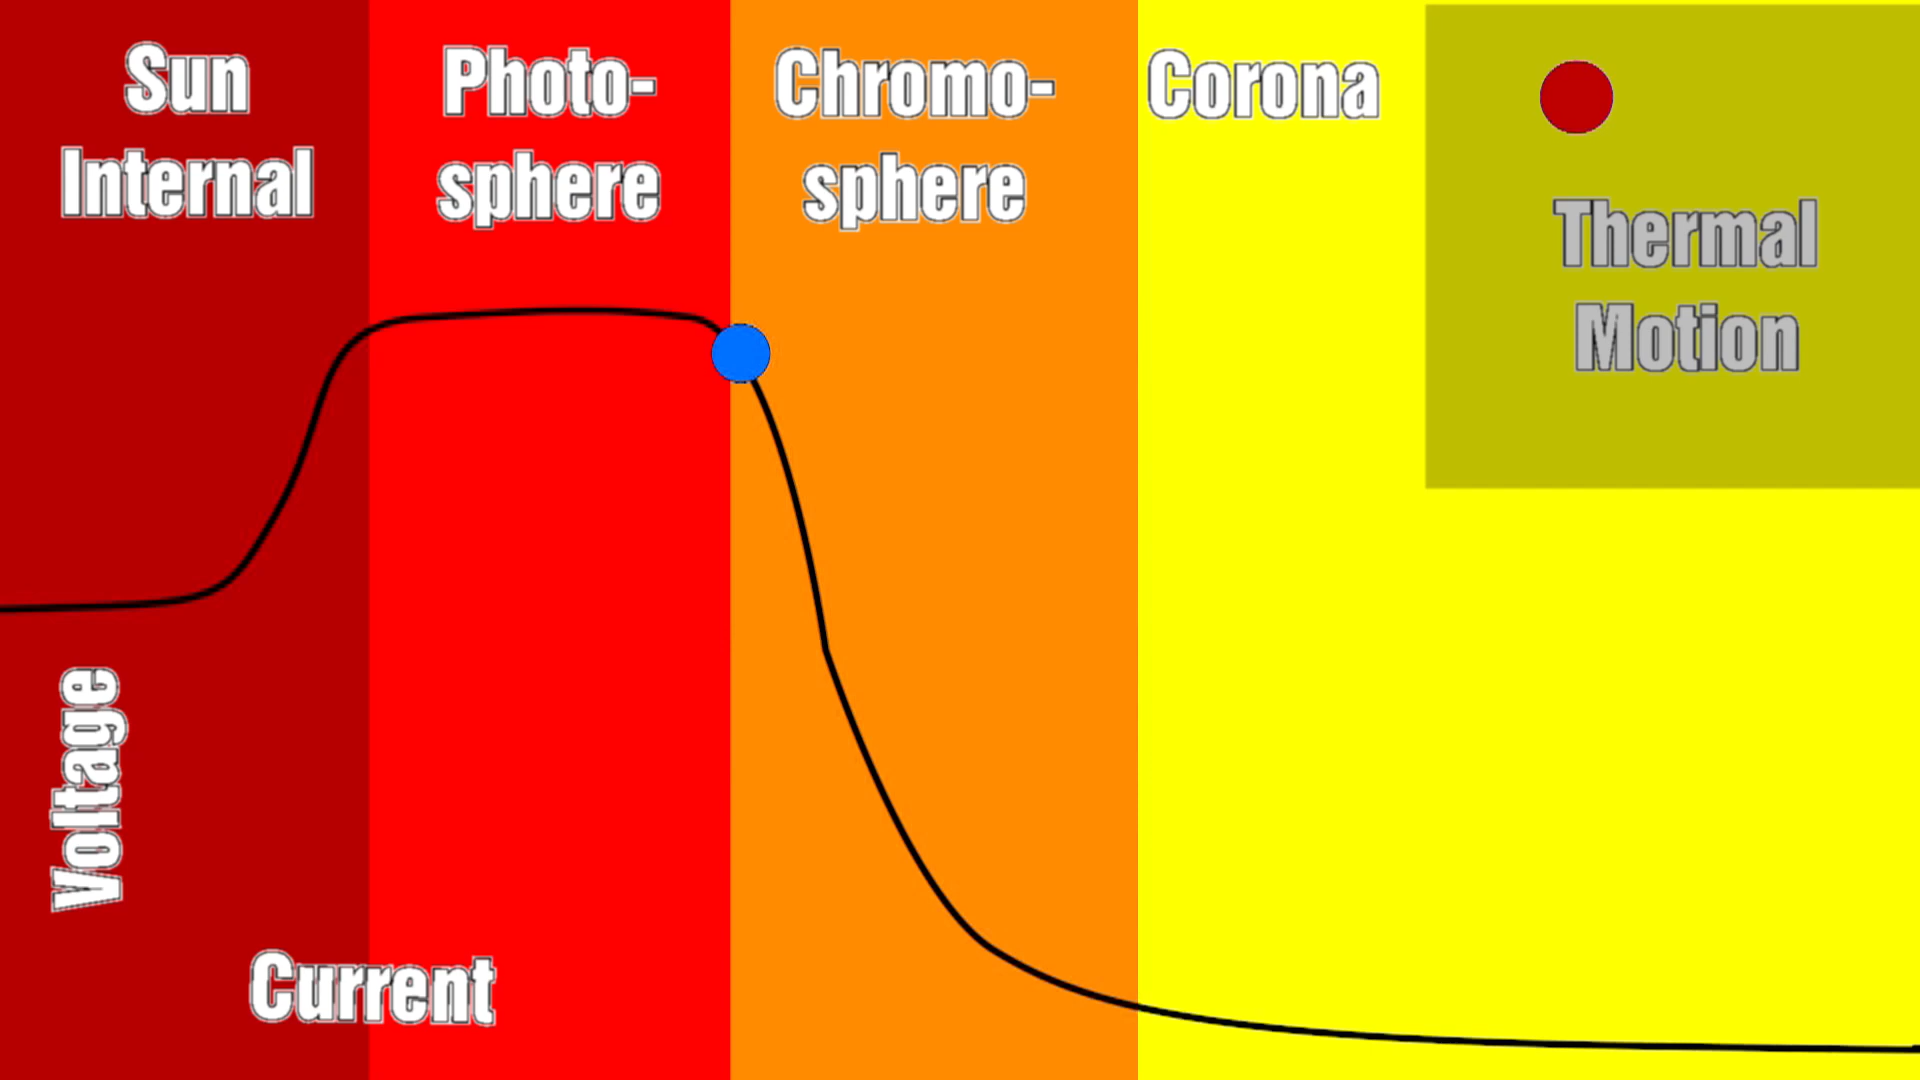 Sun
Internal
Photo-
sphere
Chromo-
sphere
Corona
Thermal
Motion
Voltage
Current